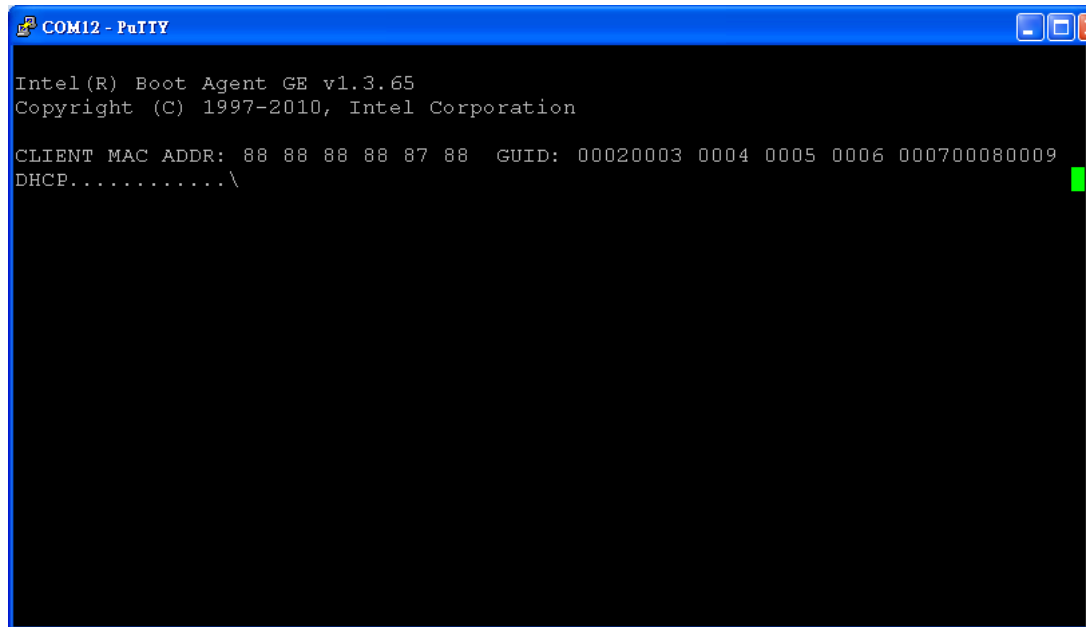 COM12 - PuTTY
Intel(R) Boot Agent GE v1.3.65
Copyright (C) 1997-2010, Intel Corporation
CLIENT MAC ADDR: 88 88 88 88 87 88  GUID: 00020003 0004 0005 0006 000700080009
DHCP............\